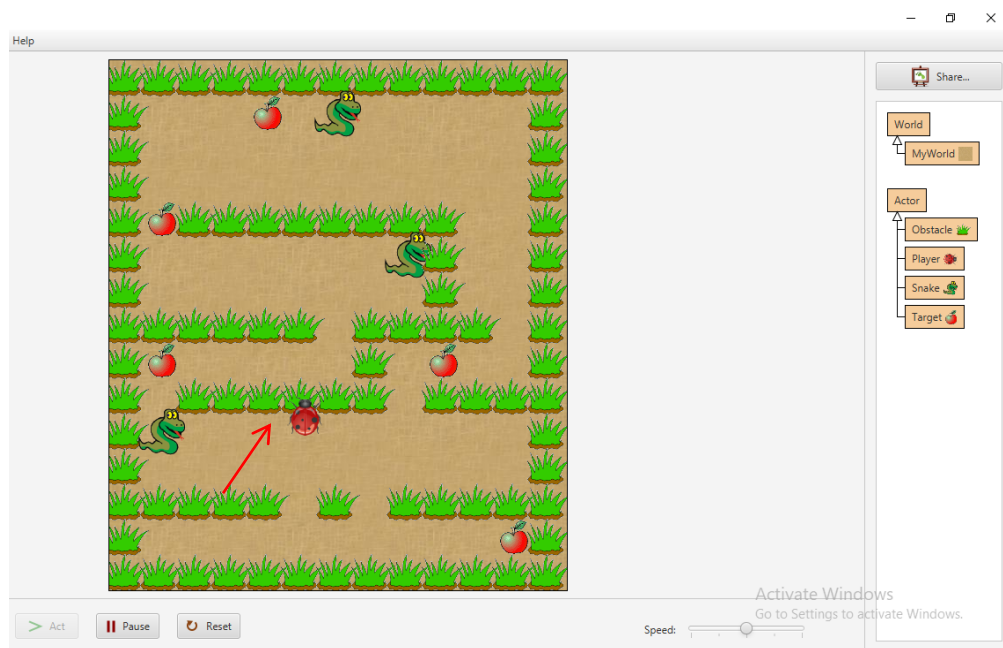 Help
Share...
World
MyWorld
Actor
Obstacle
Player
Snake
Target
Activate Windows
Go to Settings to activate Windows.
Act
Pause
Reset
Speed: